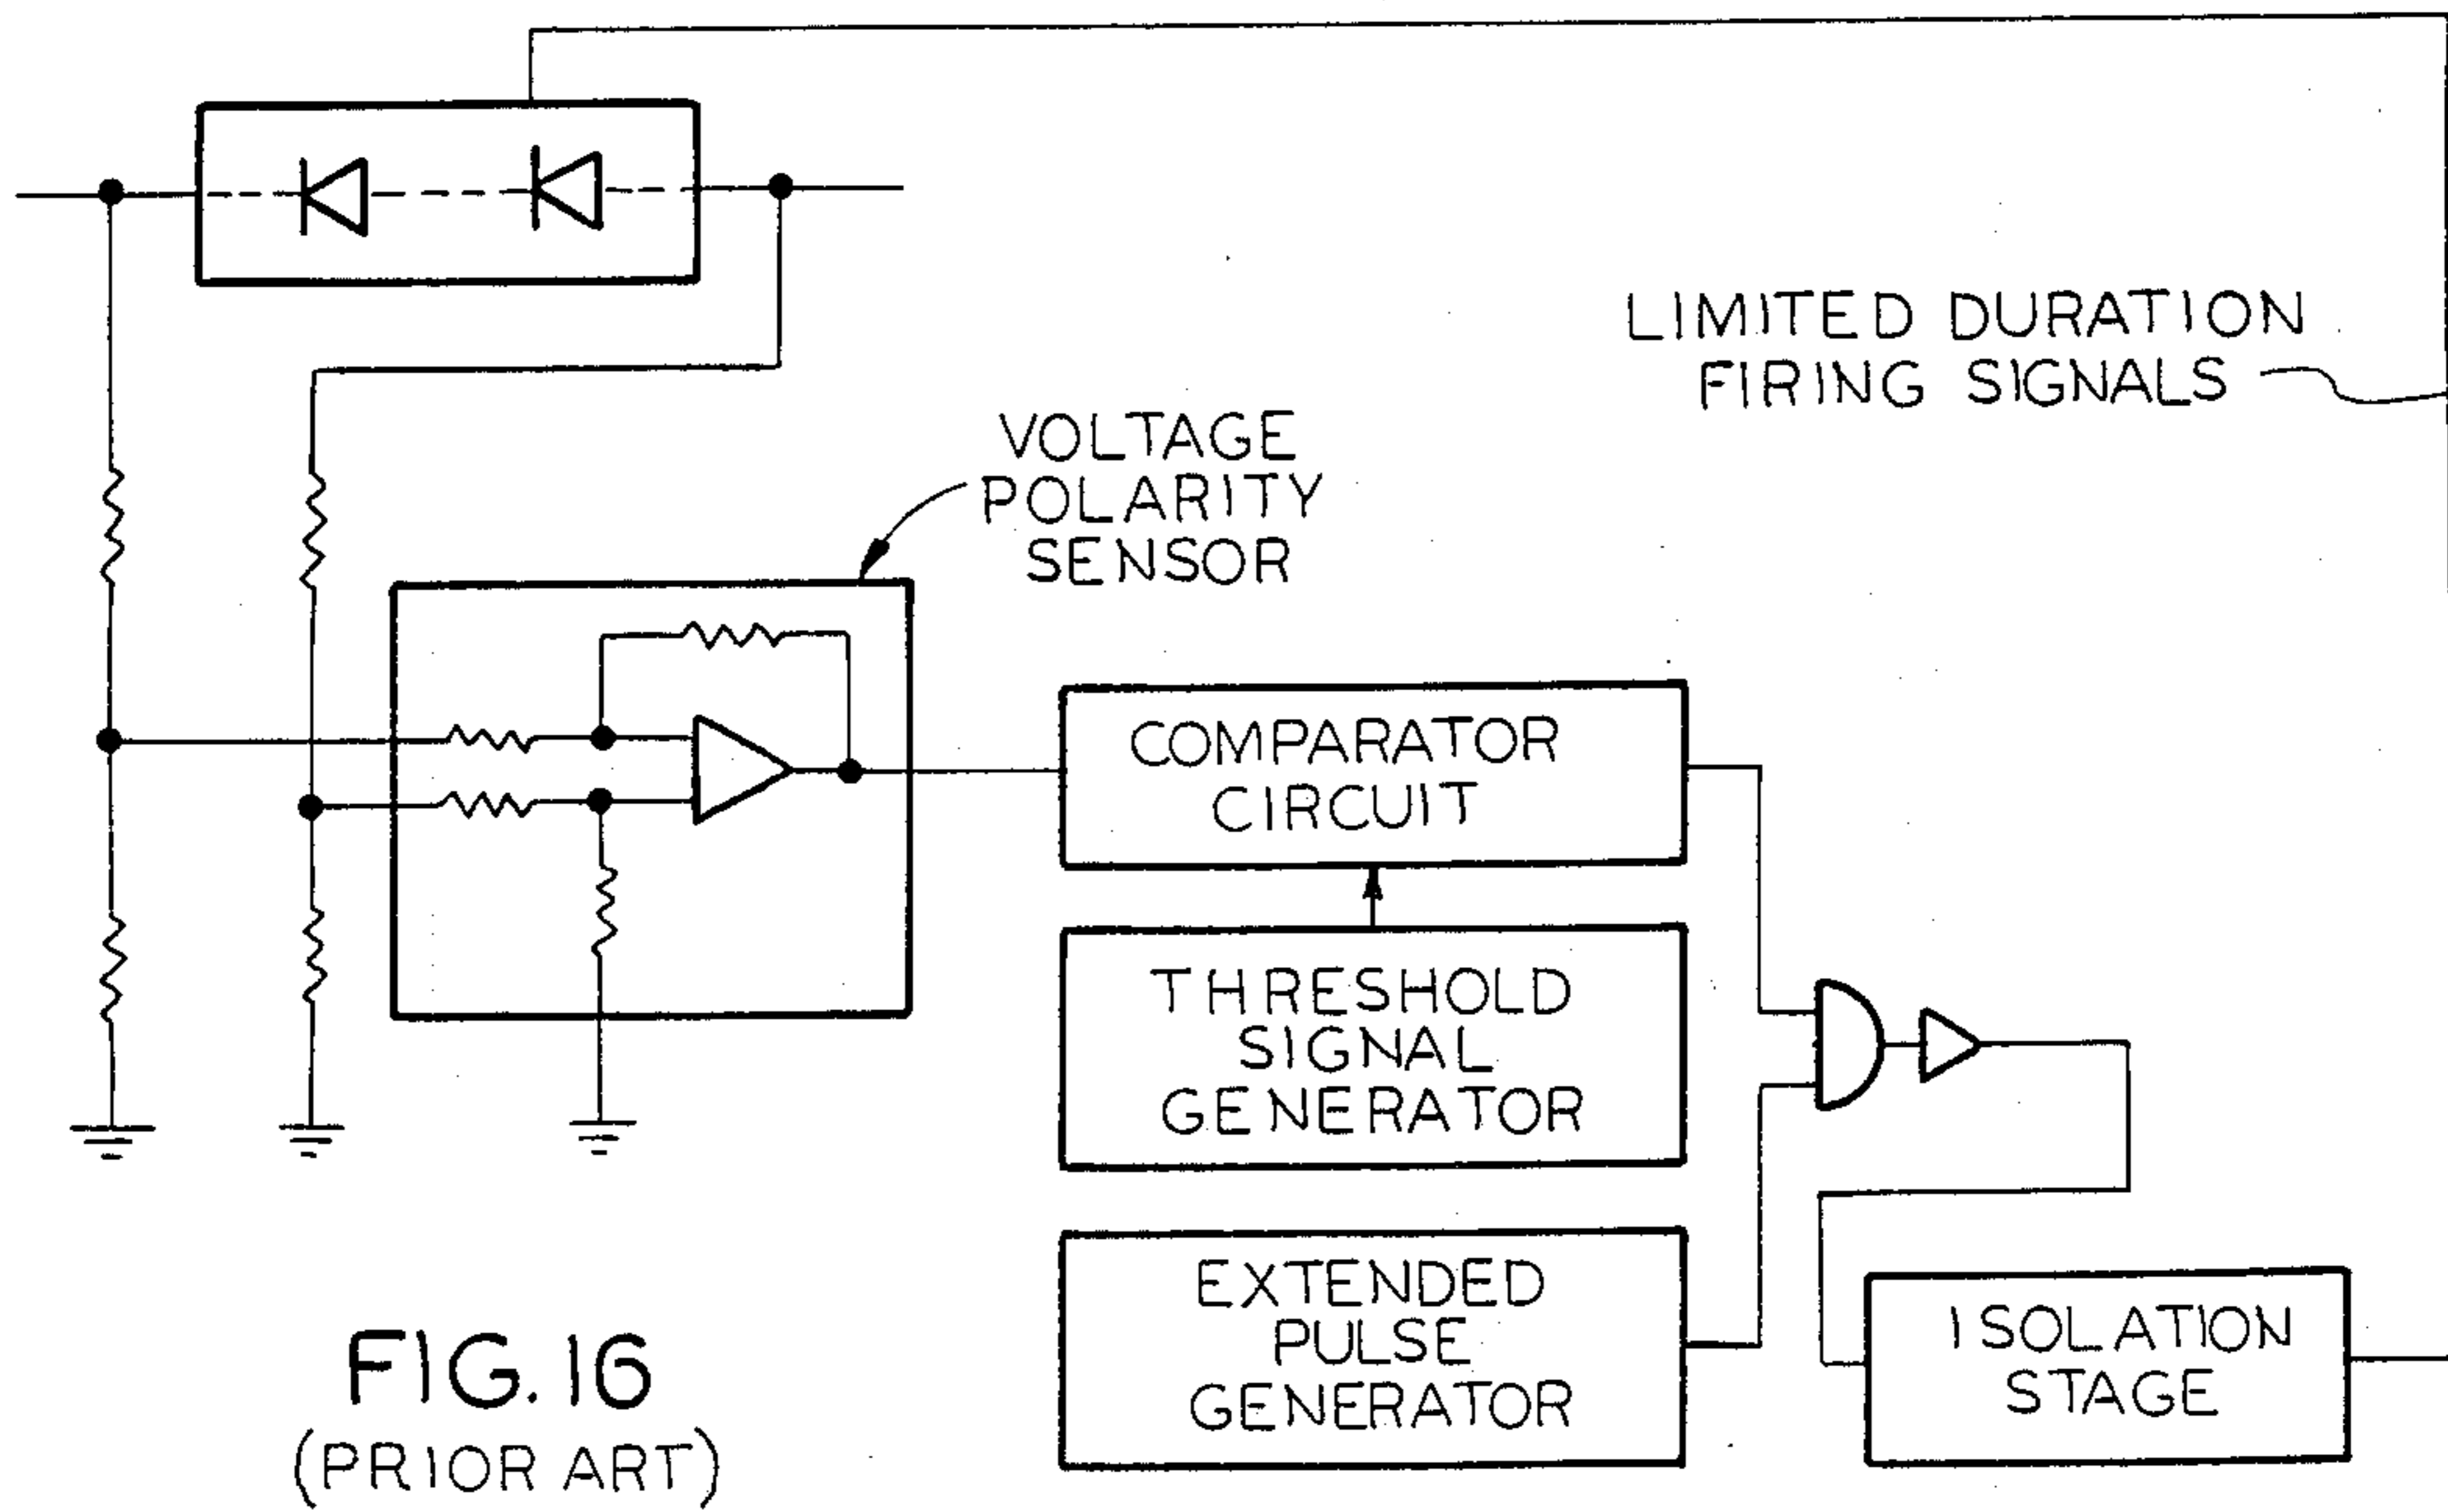 LIMITED DURATION
FIRING SIGNALS
VOLTAGE
POLARITY
SENSOR
COMPARATOR
CIRCUIT
THRESHOLD
SIGNAL
GENERATOR
EXTENDED
PULSE
GENERATOR
ISOLATION
STAGE
FIG.16
(PRIOR ART)